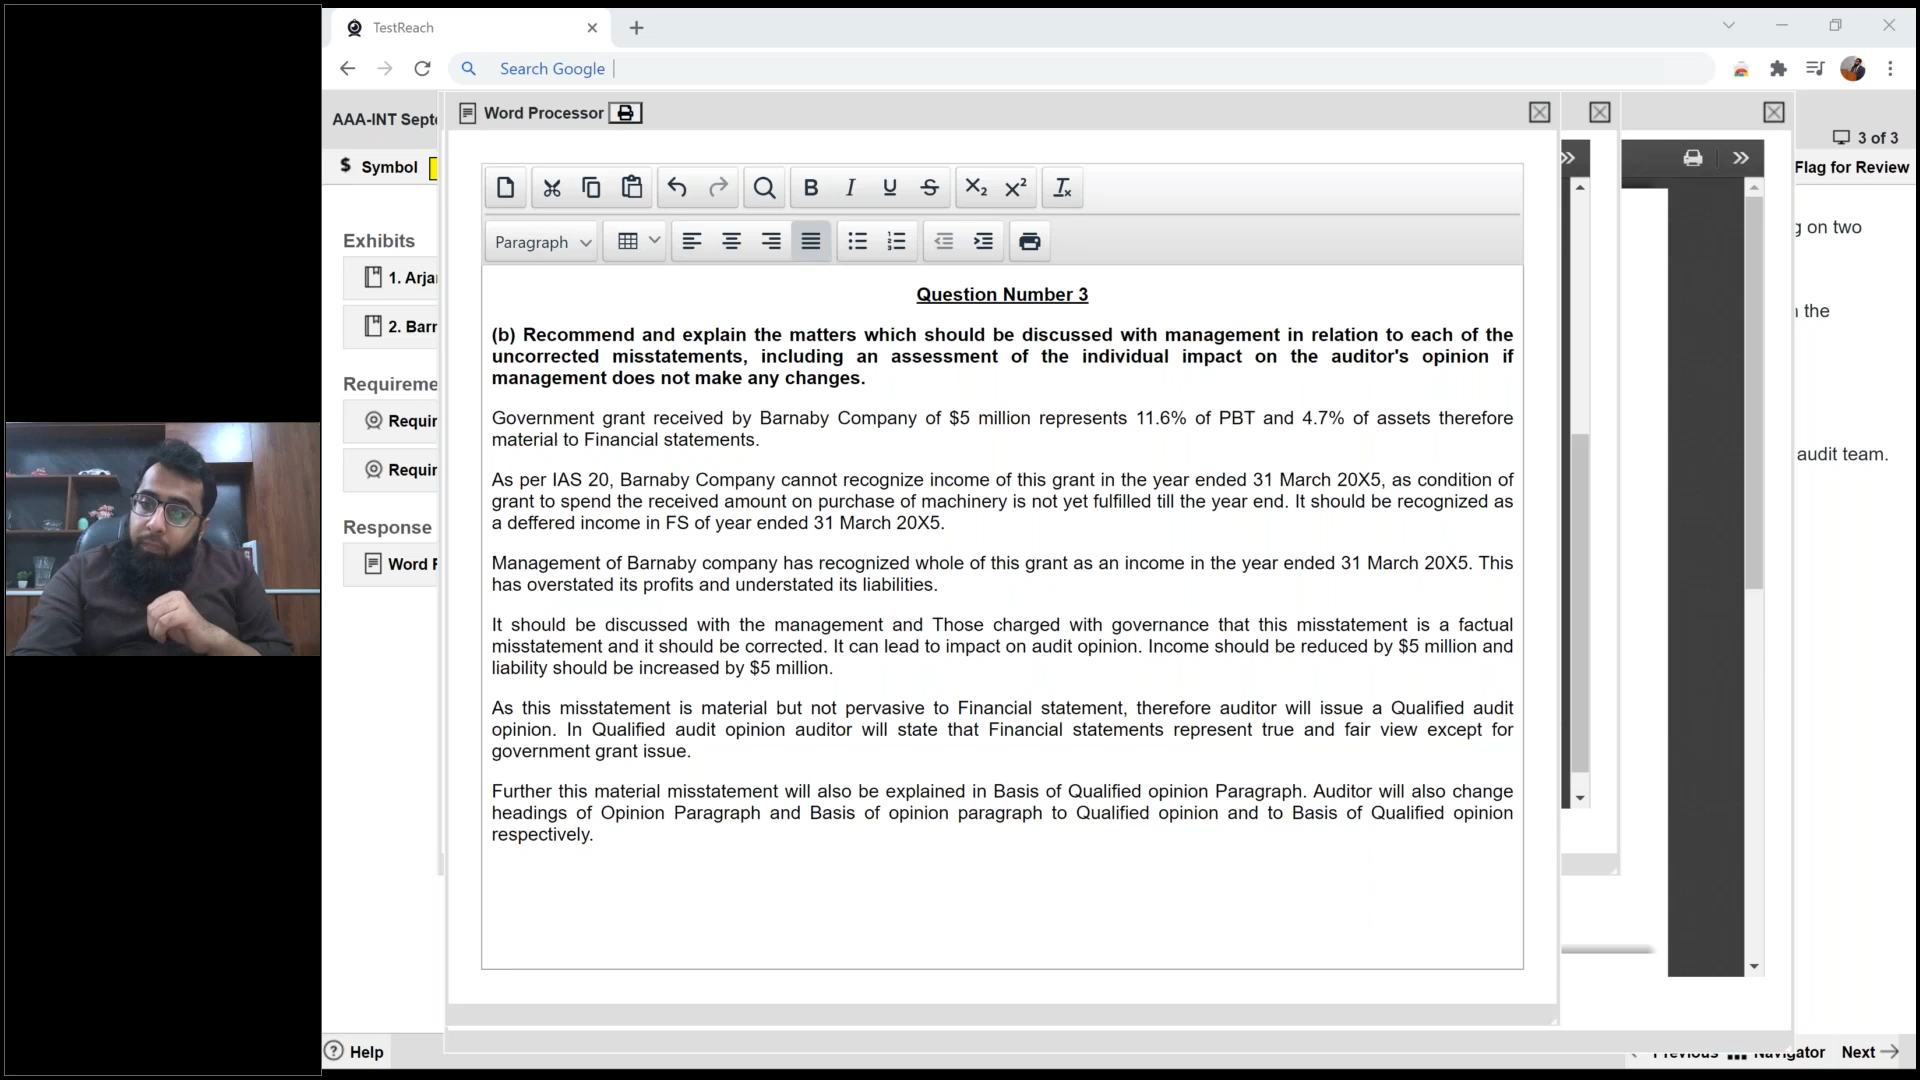 TestReach
Search Google
AAA-INT Septe
Word Processor
3 of 3
$ Symbol
Flag for Review
Paragraph
Exhibits
1. Arja
2. Barr
Requireme
Requir
Requir
Response
Word F
g on two
the
audit team.
Question Number 3
(b) Recommend and explain the matters which should be discussed with management in relation to each of the
uncorrected misstatements, including an assessment of the individual impact on the auditor's opinion if
management does not make any changes.
Government grant received by Barnaby Company of $5 million represents 11.6% of PBT and 4.7% of assets therefore
material to Financial statements.
As per IAS 20, Barnaby Company cannot recognize income of this grant in the year ended 31 March 20X5, as condition of
grant to spend the received amount on purchase of machinery is not yet fulfilled till the year end. It should be recognized as
a deffered income in FS of year ended 31 March 20X5.
Management of Barnaby company has recognized whole of this grant as an income in the year ended 31 March 20X5. This
has overstated its profits and understated its liabilities.
It should be discussed with the management and Those charged with governance that this misstatement is a factual
misstatement and it should be corrected. It can lead to impact on audit opinion. Income should be reduced by $5 million and
liability should be increased by $5 million.
As this misstatement is material but not pervasive to Financial statement, therefore auditor will issue a Qualified audit
opinion. In Qualified audit opinion auditor will state that Financial statements represent true and fair view except for
government grant issue.
Further this material misstatement will also be explained in Basis of Qualified opinion Paragraph. Auditor will also change
headings of Opinion Paragraph and Basis of opinion paragraph to Qualified opinion and to Basis of Qualified opinion
respectively.
Help
Previous
Navigator
Next